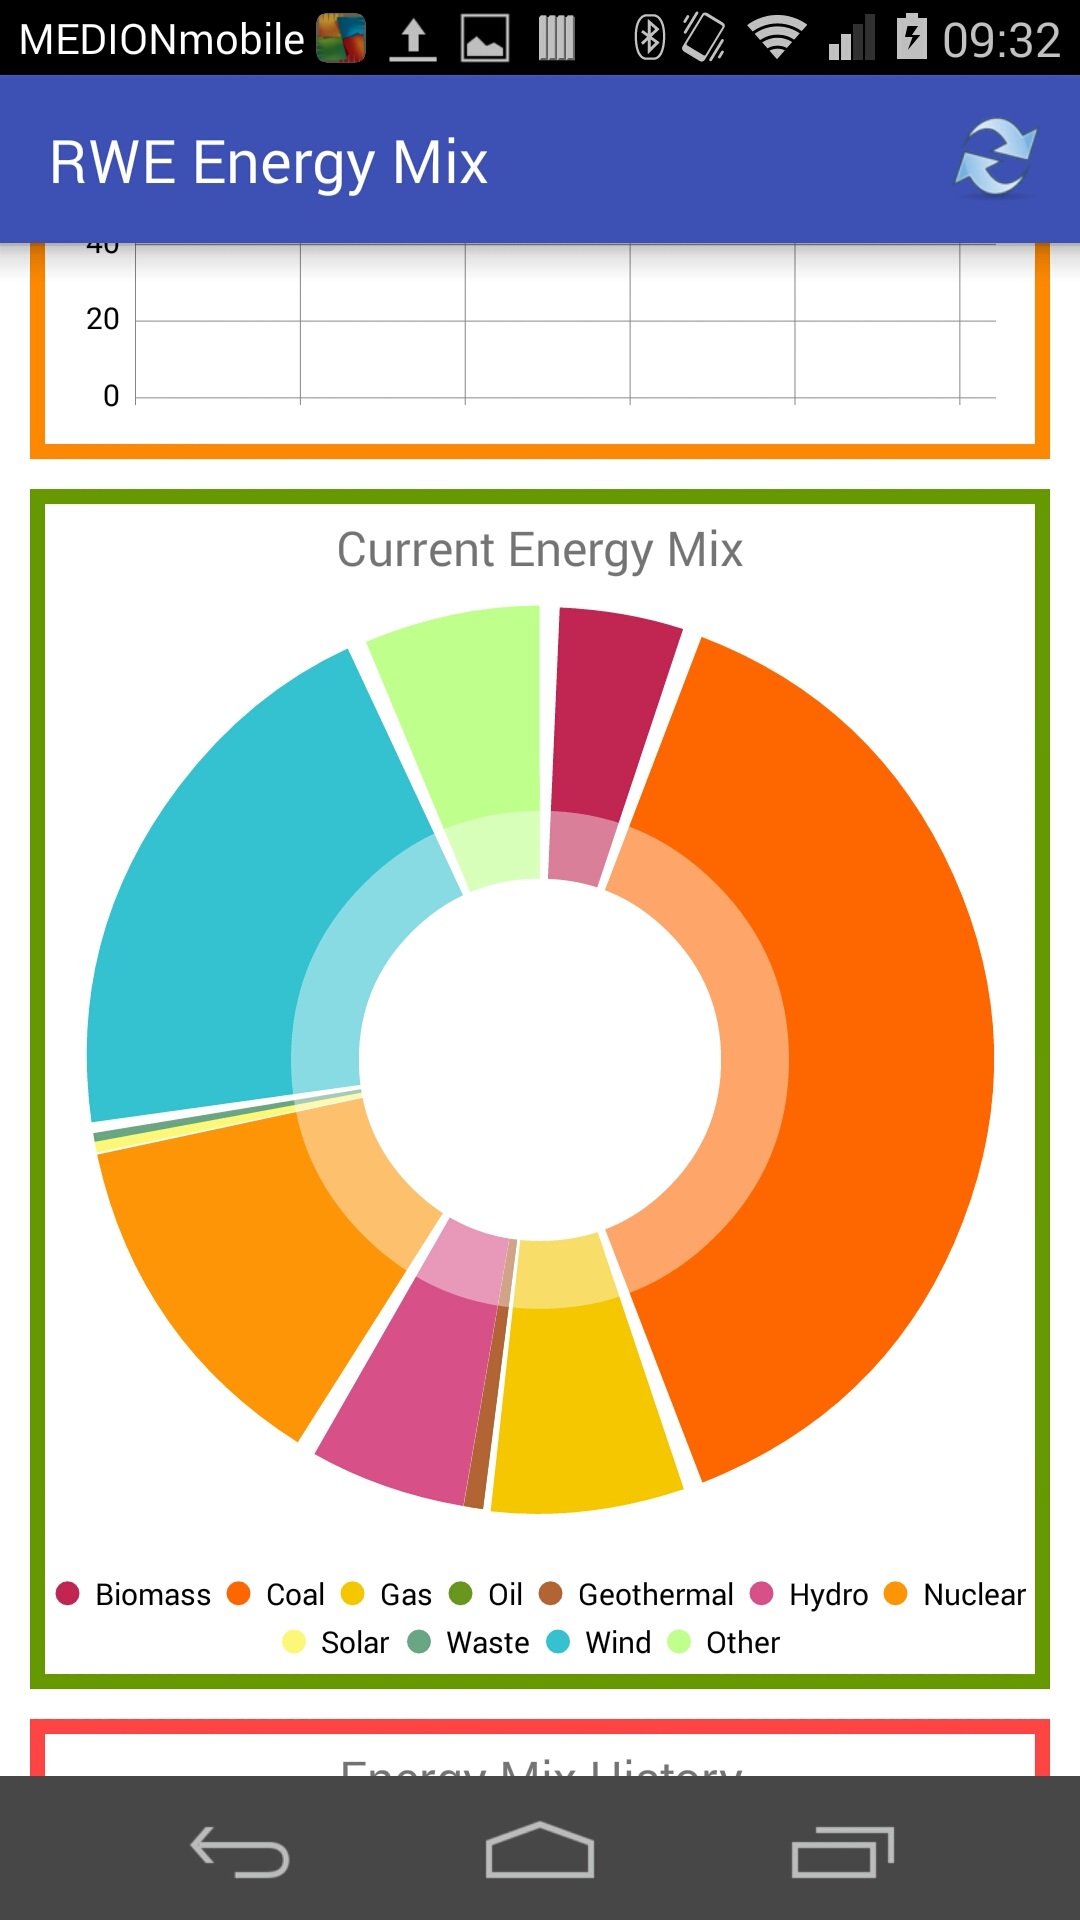 MEDIONmobile 09:32
RWE Energy Mix
40
20
0
Current Energy Mix
Biomass Coal Gas Oil Geothermal Hydro Nuclear
Solar Waste Wind Other
Energy Mix History